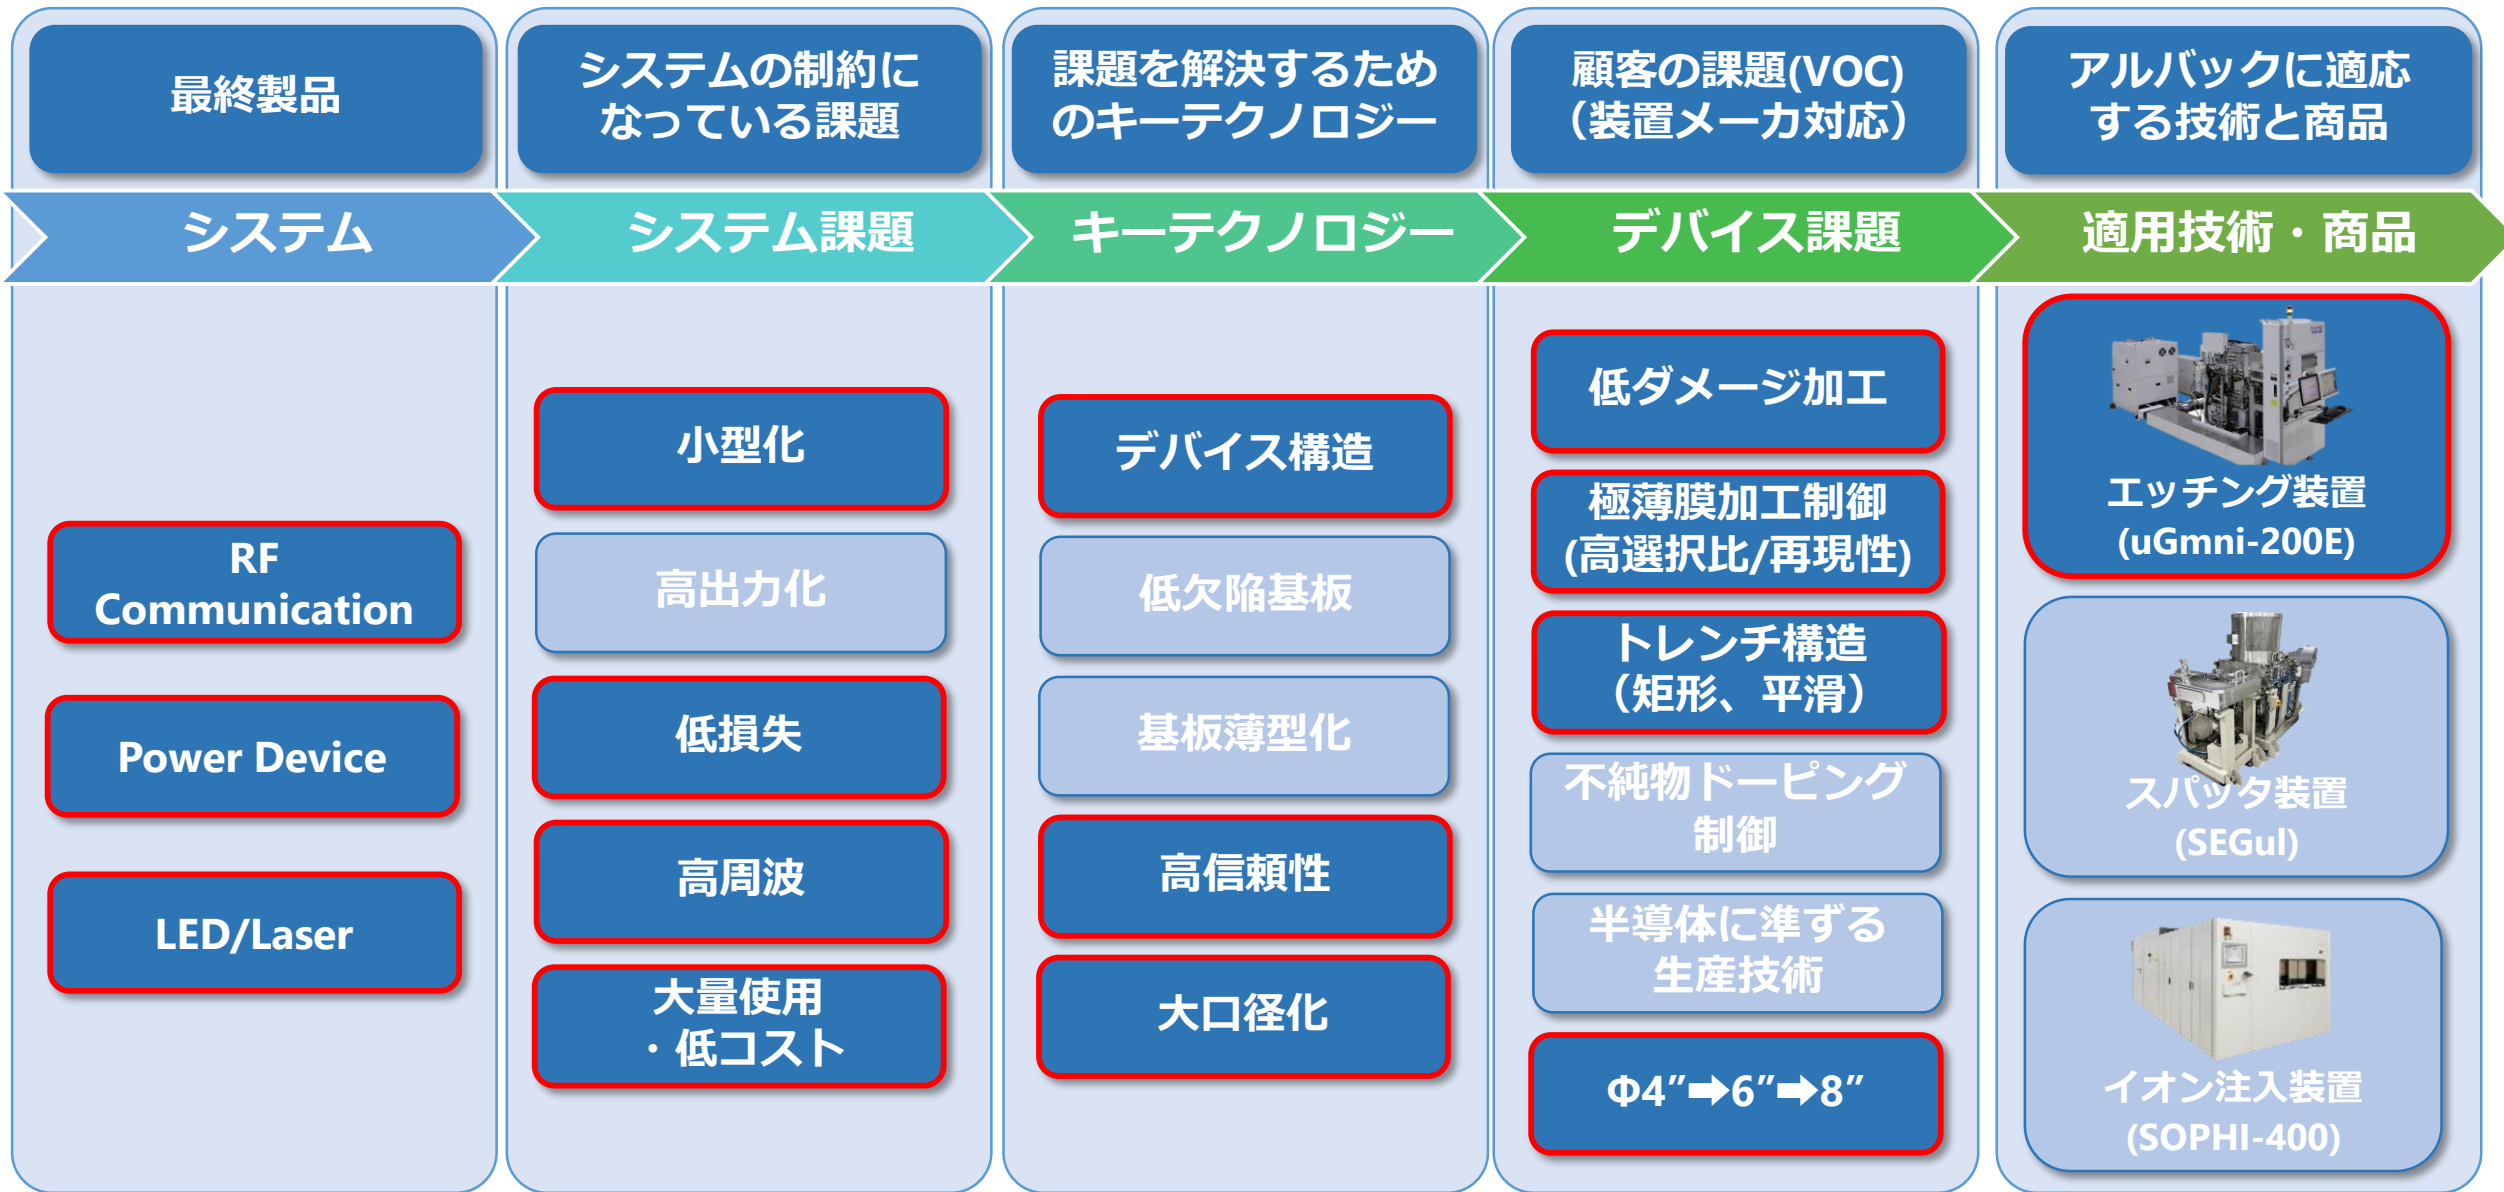 最終製品
システムの制約に
なっている課題
課題を解決するため
のキーテクノロジー
顧客の課題(VOC)
（装置メーカ対応）
アルバックに適応
する技術と商品
システム
システム課題
キーテクノロジー
デバイス課題
適用技術・商品
RF
Communication
Power Device
LED/Laser
小型化
高出力化
低損失
高周波
大量使用
・低コスト
デバイス構造
低欠陥基板
基板薄型化
高信頼性
大口径化
低ダメージ加工
極薄膜加工制御
(高選択比/再現性)
トレンチ構造
（矩形、平滑）
不純物ドーピング
制御
半導体に準ずる
生産技術
Φ4″➡6″➡8″
エッチング装置
(uGmni-200E)
スパッタ装置
(SEGul)
イオン注入装置
(SOPHI-400)